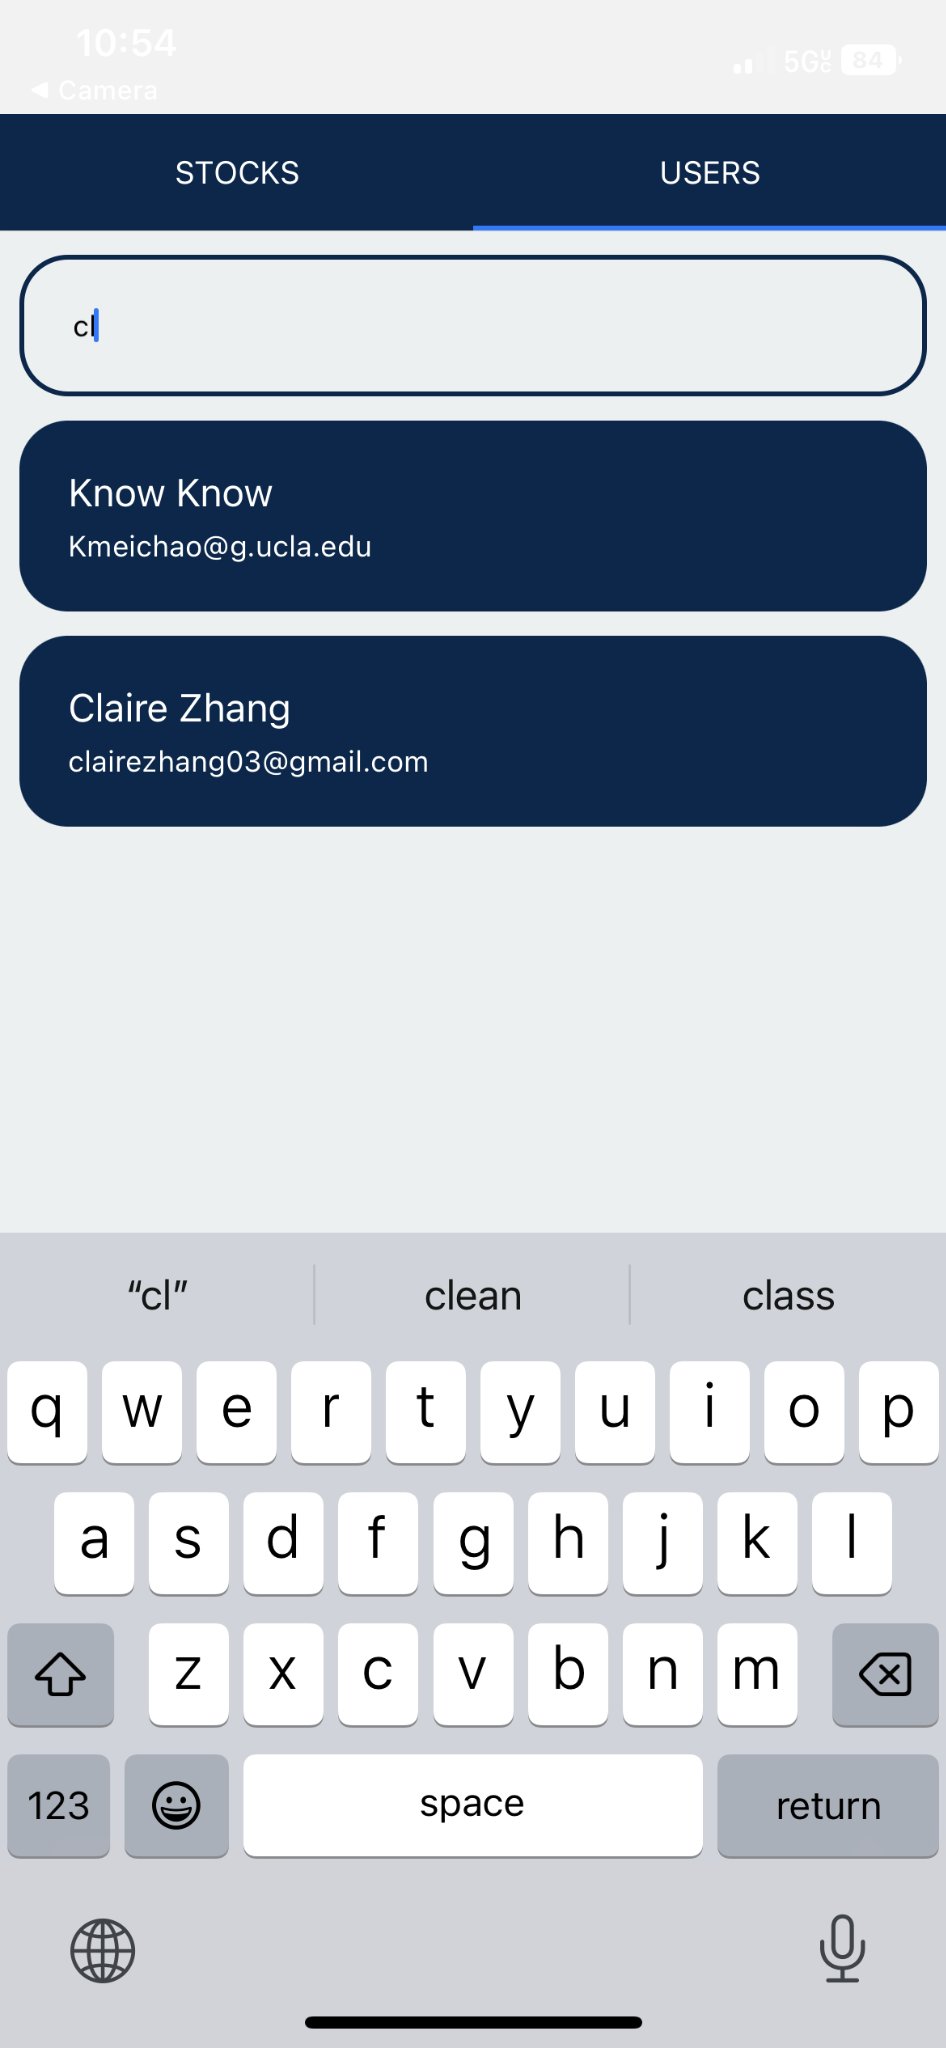 10:54
5GUC 84
◀ Camera
STOCKS USERS
cl
Know Know
Kmeichao@g.ucla.edu
Claire Zhang
clairezhang03@gmail.com
“cl” clean class
q w e r t y u i o p
a s d f g h j k l
z x c v b n m
123 space return